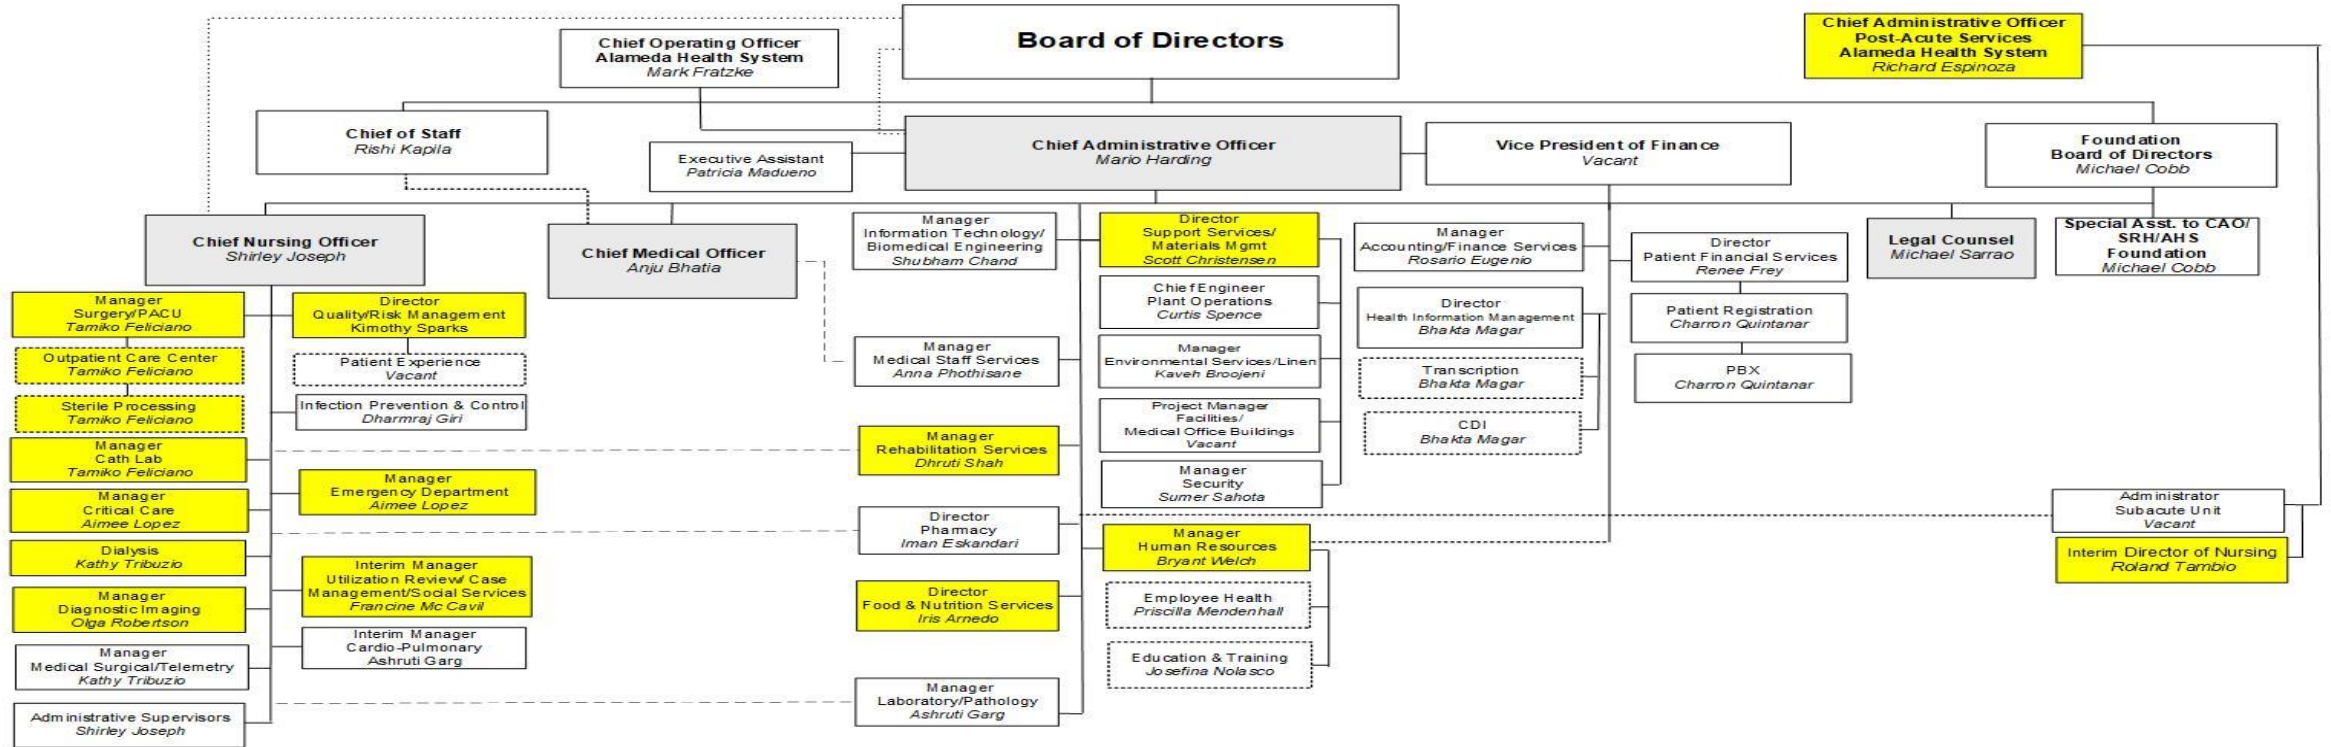 Board of Directors
Chief Operating Officer
Alameda Health System
Mark Fratzke
Chief Administrative Officer
Post-Acute Services
Alameda Health System
Richard Espinoza
Chief of Staff
Rishi Kapila
Executive Assistant
Patricia Madueno
Chief Administrative Officer
Mario Harding
Vice President of Finance
Vacant
Foundation
Board of Directors
Michael Cobb
Chief Nursing Officer
Shirley Joseph
Chief Medical Officer
Anju Bhatia
Manager
Information Technology/
Biomedical Engineering
Shubham Chand
Director
Support Services/
Materials Mgmt
Scott Christensen
Manager
Accounting/Finance Services
Rosario Eugenio
Director
Patient Financial Services
Renee Frey
Legal Counsel
Michael Sarrao
Special Asst. to CAO/
SRH/AHS
Foundation
Michael Cobb
Manager
Surgery/PACU
Tamiko Feliciano
Director
Quality/Risk Management
Kimothy Sparks
Chief Engineer
Plant Operations
Curtis Spence
Director
Health Information Management
Bhakta Magar
Patient Registration
Charron Quintanar
Outpatient Care Center
Tamiko Feliciano
Patient Experience
Vacant
Manager
Medical Staff Services
Anna Phothisane
Manager
Environmental Services/Linen
Kaveh Broojeni
Transcription
Bhakta Magar
PBX
Charron Quintanar
Sterile Processing
Tamiko Feliciano
Infection Prevention & Control
Dharmraj Giri
Project Manager
Facilities/
Medical Office Buildings
Vacant
CDI
Bhakta Magar
Manager
Cath Lab
Tamiko Feliciano
Manager
Rehabilitation Services
Dhruti Shah
Manager
Security
Sumer Sahota
Manager
Critical Care
Aimee Lopez
Manager
Emergency Department
Aimee Lopez
Director
Pharmacy
Iman Eskandari
Manager
Human Resources
Bryant Welch
Administrator
Subacute Unit
Vacant
Interim Director of Nursing
Roland Tambio
Dialysis
Kathy Tribuzio
Interim Manager
Utilization Review/ Case
Management/Social Services
Francine Mc Cavil
Director
Food & Nutrition Services
Iris Arnedo
Employee Health
Priscilla Mendenhall
Manager
Diagnostic Imaging
Olga Robertson
Interim Manager
Cardio-Pulmonary
Ashruti Garg
Education & Training
Josefina Nolasco
Manager
Medical Surgical/Telemetry
Kathy Tribuzio
Manager
Laboratory/Pathology
Ashruti Garg
Administrative Supervisors
Shirley Joseph